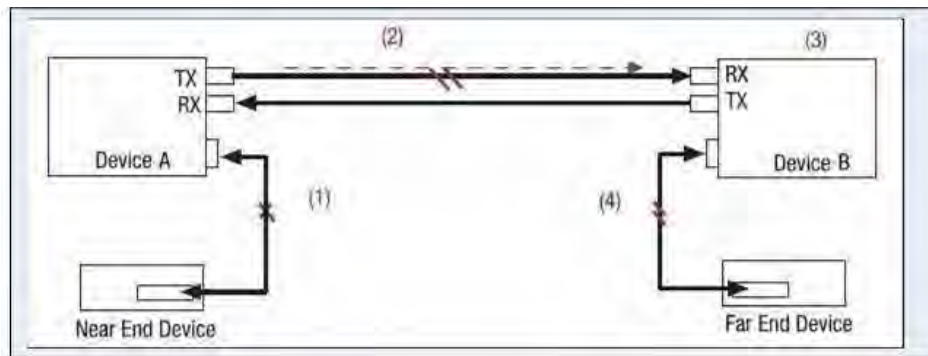 (2)
(3)
TX
RX
RX
TX
Device A
Device B
(1)
(4)
Near End Device
Far End Device